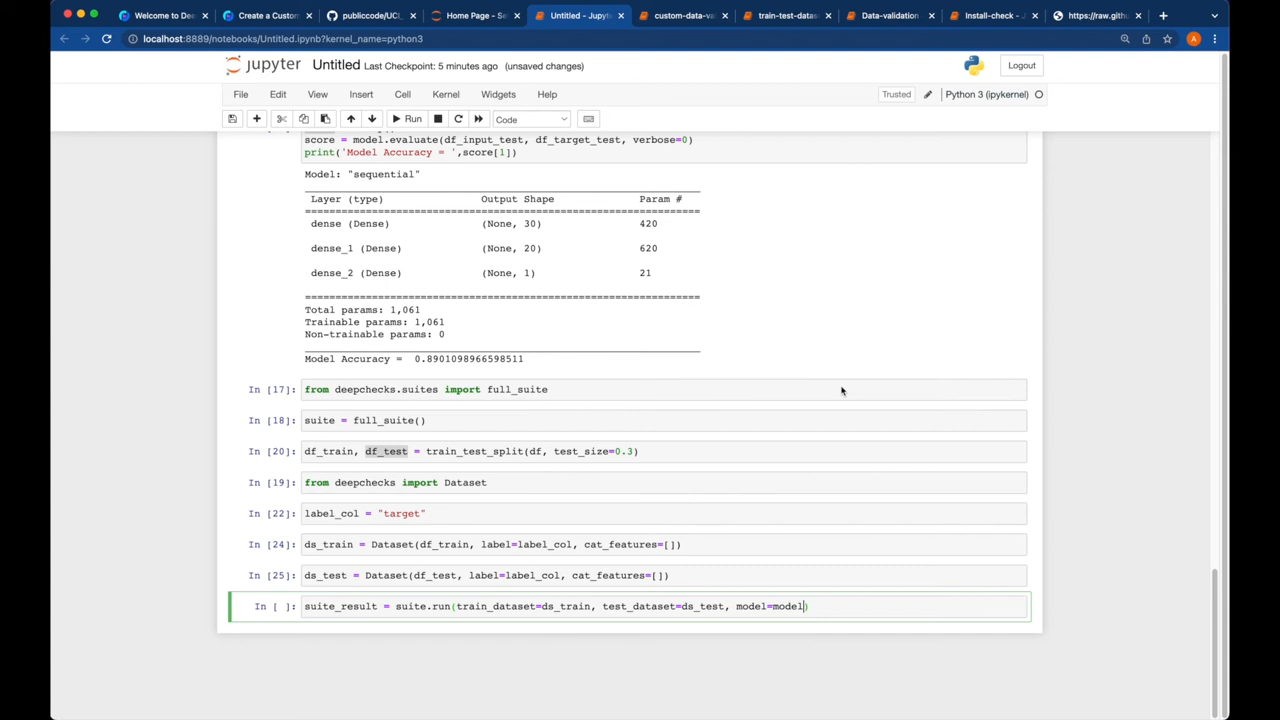 Welcome to Dee
Create a Custom
publiccode/UCI_
Home Page - Se
Untitled - Jupyte
custom-data-va
train-test-datase
Data-validation
Install-check - J
https://raw.gith
localhost:8889/notebooks/Untitled.ipynb?kernel_name=python3
A
jupyter Untitled Last Checkpoint: 5 minutes ago (unsaved changes)
Logout
File Edit View Insert Cell Kernel Widgets Help
Trusted Python 3 (ipykernel)
Run Code
score = model.evaluate(df_input_test, df_target_test, verbose=0)
print('Model Accuracy = ',score[1])
Model: "sequential"
Layer (type) Output Shape Param #
dense (Dense) (None, 30) 420
dense_1 (Dense) (None, 20) 620
dense_2 (Dense) (None, 1) 21
Total params: 1,061
Trainable params: 1,061
Non-trainable params: 0
Model Accuracy = 0.8901098966598511
In [17]: from deepchecks.suites import full_suite
In [18]: suite = full_suite()
In [20]: df_train, df_test = train_test_split(df, test_size=0.3)
In [19]: from deepchecks import Dataset
In [22]: label_col = "target"
In [24]: ds_train = Dataset(df_train, label=label_col, cat_features=[])
In [25]: ds_test = Dataset(df_test, label=label_col, cat_features=[])
In [ ]: suite_result = suite.run(train_dataset=ds_train, test_dataset=ds_test, model=model)